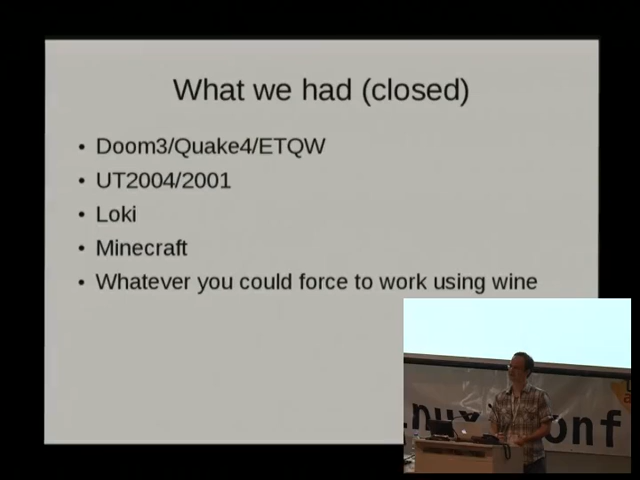 What we had (closed)
• Doom3/Quake4/ETQW
• UT2004/2001
• Loki
• Minecraft
• Whatever you could force to work using wine
onf